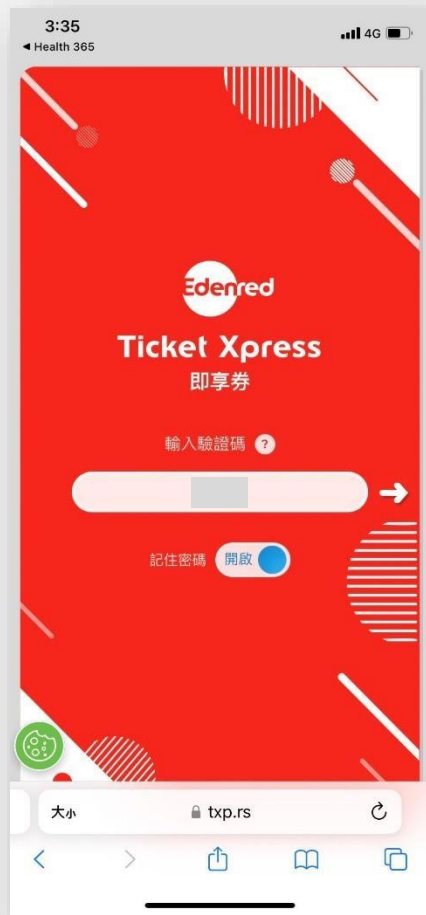 3:35
4G
◀ Health 365
Edenred
Ticket Xpress
即享券
輸入驗證碼 ?
記住密碼 開啟
大小 txp.rs